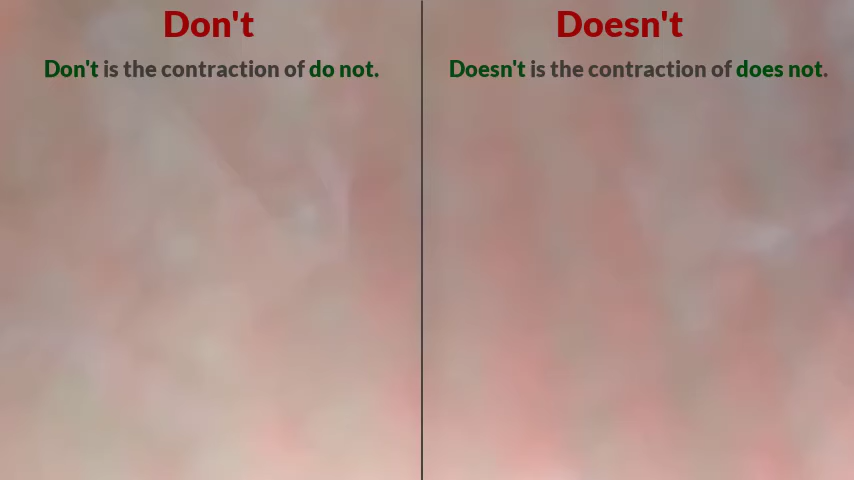 Don't
Don't is the contraction of do not.
Doesn't
Doesn't is the contraction of does not.